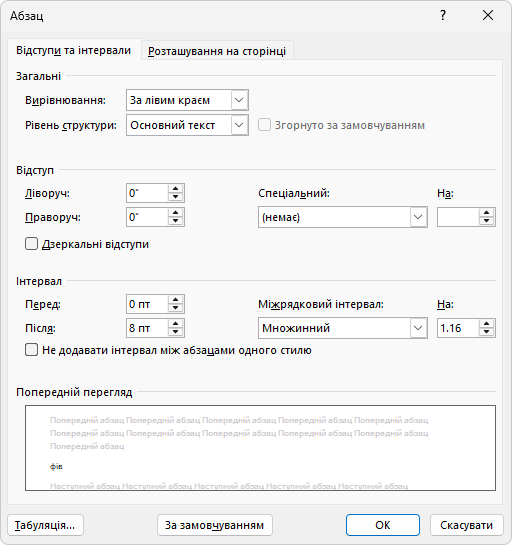 Абзац ?
Відступи та інтервали Розташування на сторінці
Загальні
Вирівнювання: За лівим краєм
Рівень структури: Основний текст Згорнуто за замовчуванням
Відступ
Ліворуч: 0" Спеціальний: На:
Праворуч: 0" (немає)
Дзеркальні відступи
Інтервал
Перед: 0 пт Міжрядковий інтервал: На:
Після: 8 пт Множинний 1.16
Не додавати інтервал між абзацами одного стилю
Попередній перегляд
Попередній абзац Попередній абзац Попередній абзац Попередній абзац Попередній абзац
Попередній абзац Попередній абзац Попередній абзац Попередній абзац Попередній абзац
Попередній абзац
фів
Наступний абзац Наступний абзац Наступний абзац Наступний абзац Наступний абзац
Табуляція... За замовчуванням ОК Скасувати